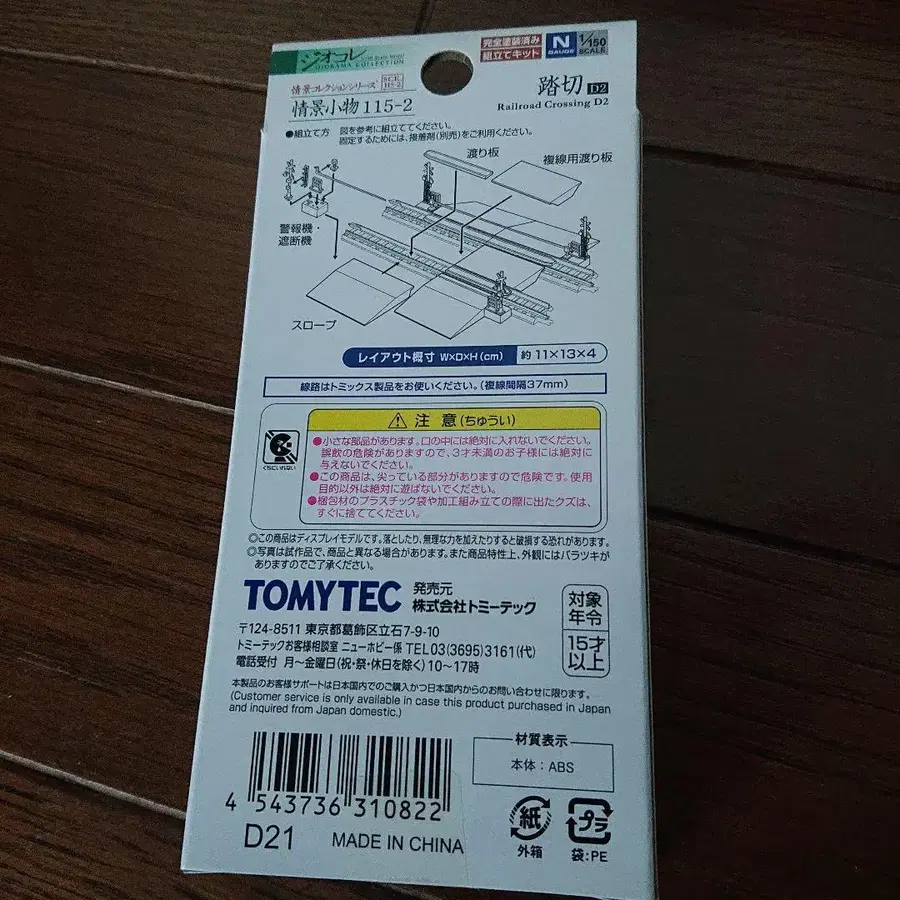 ジオコレ
DIORAMA COLLECTION
完全塗装済み
組立てキット
N
GAUGE
1/150
SCALE
情景コレクションシリーズ
情景小物 115-2
踏切 D2
Railroad Crossing D2
●組立て方 図を参考に組立ててください。
固定するためには、接着剤(別売)をご利用ください。
渡り板
複線用渡り板
警報機・
遮断機
スロープ
レイアウト概寸 W×D×H(cm) 約 11×13×4
線路はトミックス製品をお使いください。(複線間隔37mm)
注 意(ちゅうい)
くちにいれない
●小さな部品があります。口の中には絶対に入れないでください。
誤飲の危険がありますので、3才未満のお子様には絶対に
与えないでください。
●この商品は、尖っている部分がありますので危険です。使用
目的以外は絶対に遊ばないでください。
●梱包材のプラスチック袋や加工組み立ての際に出たクズは、
すぐに捨ててください。
◎この商品はディスプレイモデルです。落としたり、無理な力を加えたりすると破損する恐れがあります。
◎写真は試作品で、商品と異なる場合があります。また商品特性上、外観にはバラツキが
ありますのでご了承ください。
TOMYTEC
発売元
株式会社トミーテック
対象
年令
15才
以上
〒124-8511 東京都葛飾区立石7-9-10
トミーテックお客様相談室 ニューホビー係 TEL03(3695)3161(代)
電話受付 月〜金曜日(祝・祭・休日を除く)10〜17時
本製品のお客様サポートは日本国内でのご購入かつ日本国内からのお問い合わせに限ります。
(Customer service is only available in case this product purchased in Japan
and inquired from Japan domestic.)
材質表示
本体：ABS
4 543736 310822
D21 MADE IN CHINA
紙
外箱
プラ
袋：PE